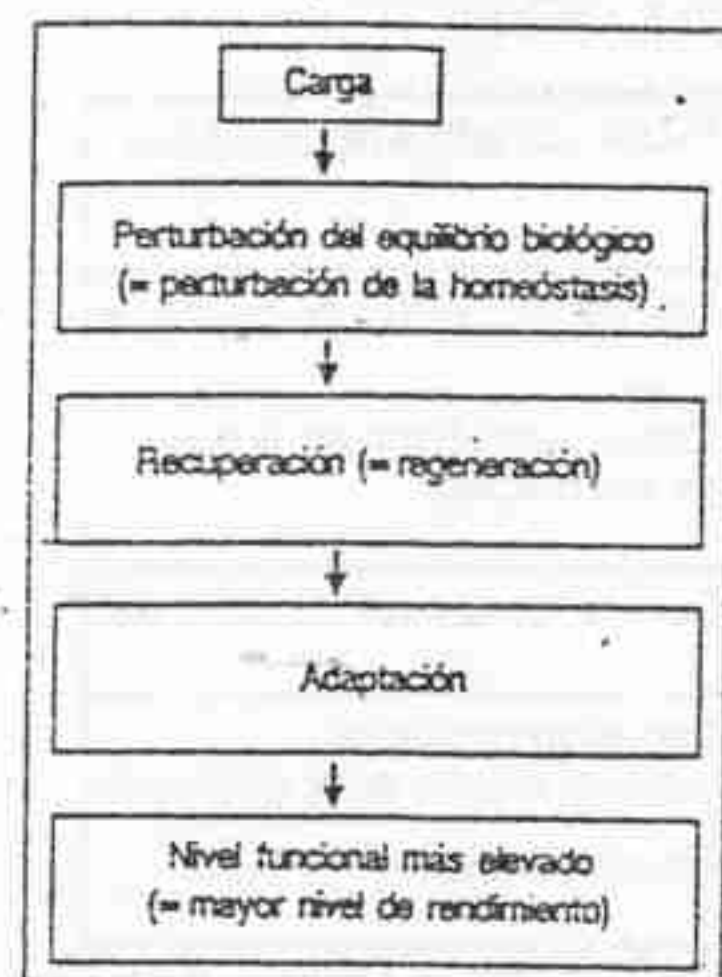 Carga
Perturbación del equilibrio biológico
(= perturbación de la homeóstasis)
Recuperación (= regeneración)
Adaptación
Nivel funcional más elevado
(= mayor nivel de rendimiento)